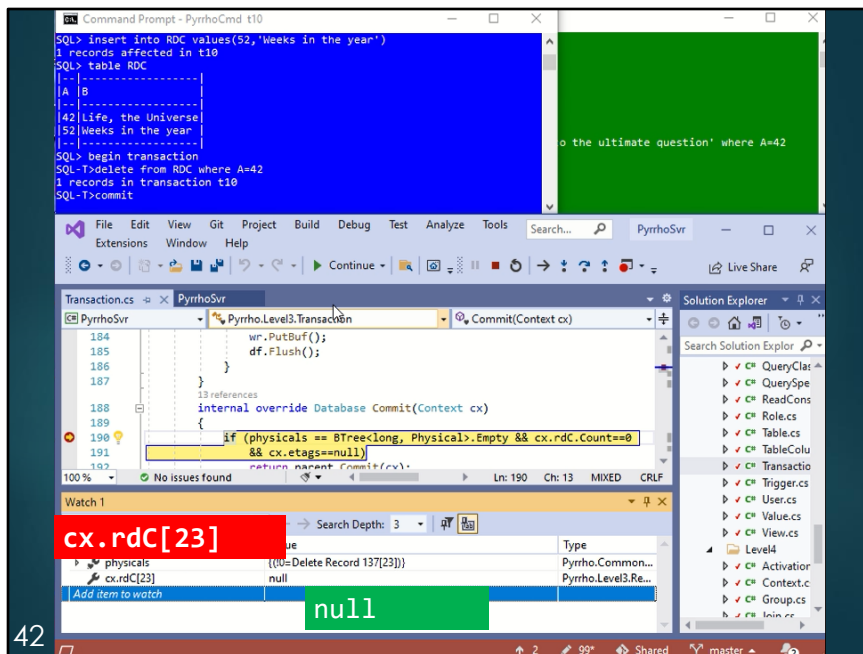 Command Prompt - PyrrhoCmd t10
SQL> insert into RDC values(52,'Weeks in the year')
1 records affected in t10
SQL> table RDC
|--|------------------|
|A |B                 |
|--|------------------|
|42|Life, the Universe|
|52|Weeks in the year |
|--|------------------|
SQL> begin transaction
SQL-T>delete from RDC where A=42
1 records in transaction t10
SQL-T>commit
o the ultimate question' where A=42
File Edit View Git Project Build Debug Test Analyze Tools Search... PyrrhoSvr
Extensions Window Help
Continue Live Share
Transaction.cs PyrrhoSvr
PyrrhoSvr Pyrrho.Level3.Transaction Commit(Context cx)
184 wr.PutBuf();
185 df.Flush();
186 }
187 }
13 references
188 internal override Database Commit(Context cx)
189 {
190 if (physicals == BTree<long, Physical>.Empty && cx.rdC.Count==0
191 && cx.etags==null)
192 return parent.Commit(cx);
100 % No issues found Ln: 190 Ch: 13 MIXED CRLF
Solution Explorer
Search Solution Explor
C# QueryClas
C# QuerySpe
C# ReadCons
C# Role.cs
C# Table.cs
C# TableColu
C# Transactio
C# Trigger.cs
C# User.cs
C# Value.cs
C# View.cs
Level4
C# Activation
C# Context.c
C# Group.cs
C# Join.cs
Watch 1
Search Depth: 3
cx.rdC[23]
ue Type
physicals {(!0=Delete Record 137[23])} Pyrrho.Common...
cx.rdC[23] null Pyrrho.Level3.Re...
Add item to watch
null
42
2 99* Shared master 2